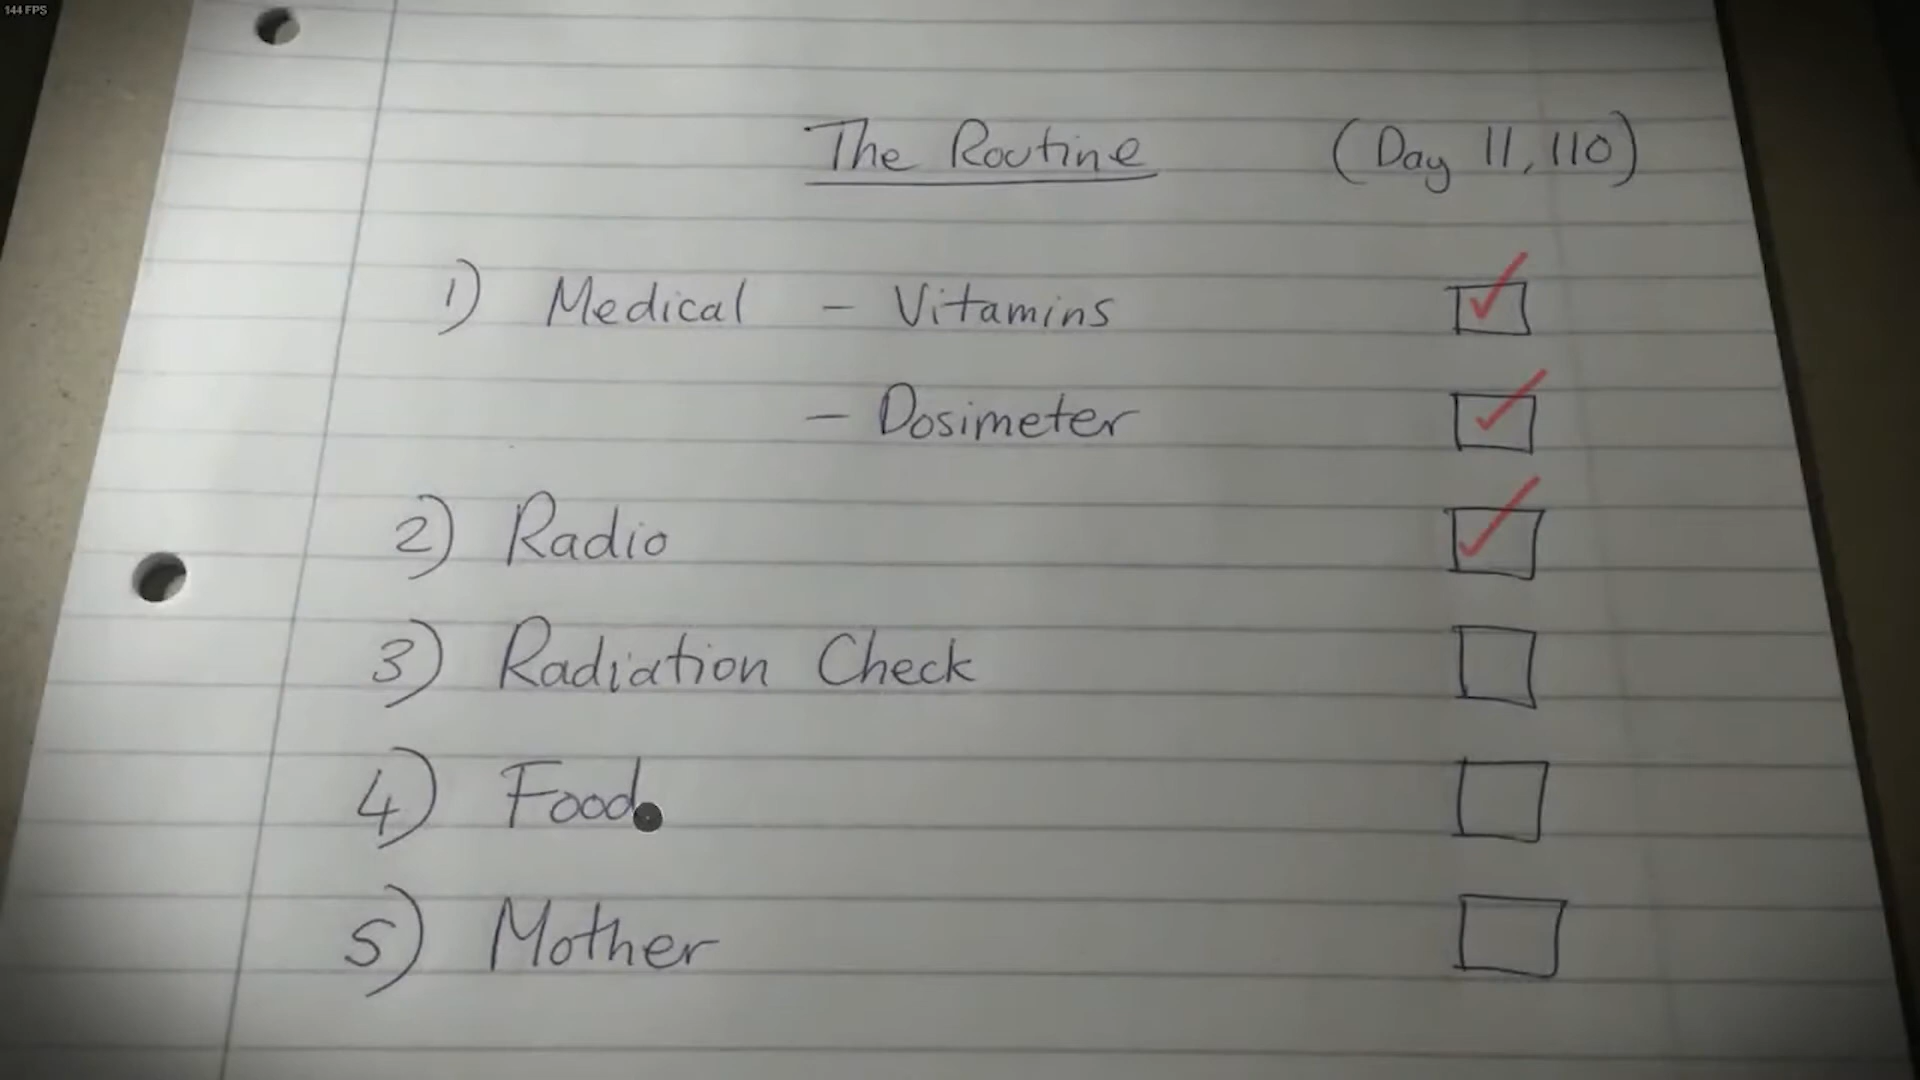 144 FPS
The Routine (Day 11,110)
1) Medical - Vitamins
- Dosimeter
2) Radio
3) Radiation Check
4) Food
5) Mother